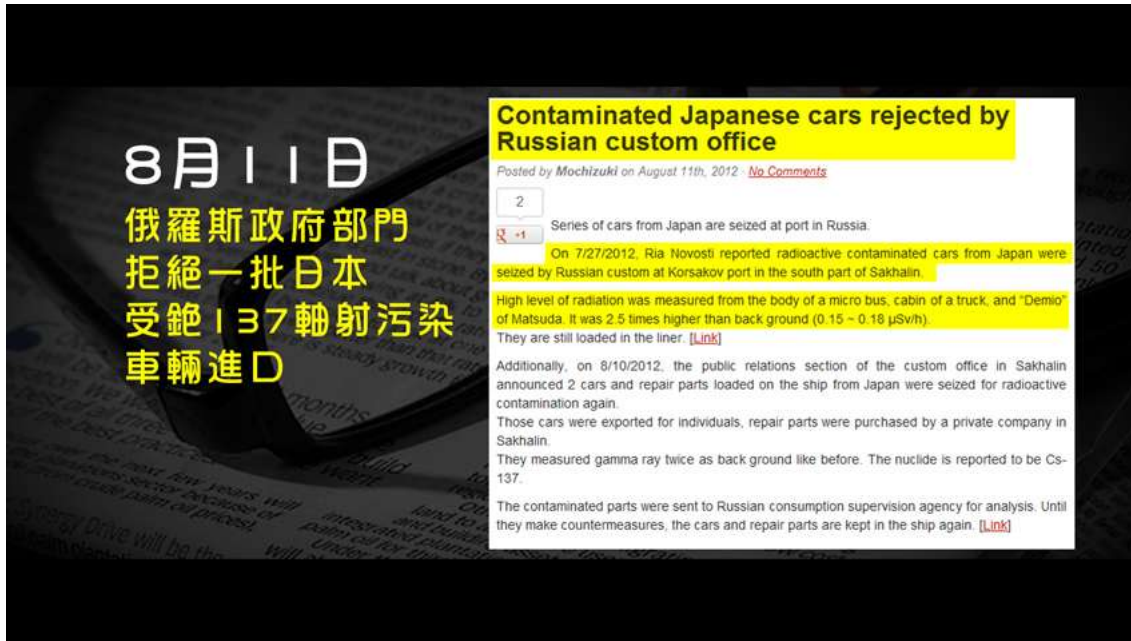 8月11日
俄羅斯政府部門
拒絕一批日本
受銫137輻射污染
車輛進口
Contaminated Japanese cars rejected by
Russian custom office
Posted by Mochizuki on August 11th, 2012 · No Comments
2
+1
Series of cars from Japan are seized at port in Russia.
On 7/27/2012, Ria Novosti reported radioactive contaminated cars from Japan were
seized by Russian custom at Korsakov port in the south part of Sakhalin.
High level of radiation was measured from the body of a micro bus, cabin of a truck, and “Demio”
of Matsuda. It was 2.5 times higher than back ground (0.15 ~ 0.18 μSv/h).
They are still loaded in the liner. [Link]
Additionally, on 8/10/2012, the public relations section of the custom office in Sakhalin
announced 2 cars and repair parts loaded on the ship from Japan were seized for radioactive
contamination again.
Those cars were exported for individuals, repair parts were purchased by a private company in
Sakhalin.
They measured gamma ray twice as back ground like before. The nuclide is reported to be Cs-
137.
The contaminated parts were sent to Russian consumption supervision agency for analysis. Until
they make countermeasures, the cars and repair parts are kept in the ship again. [Link]